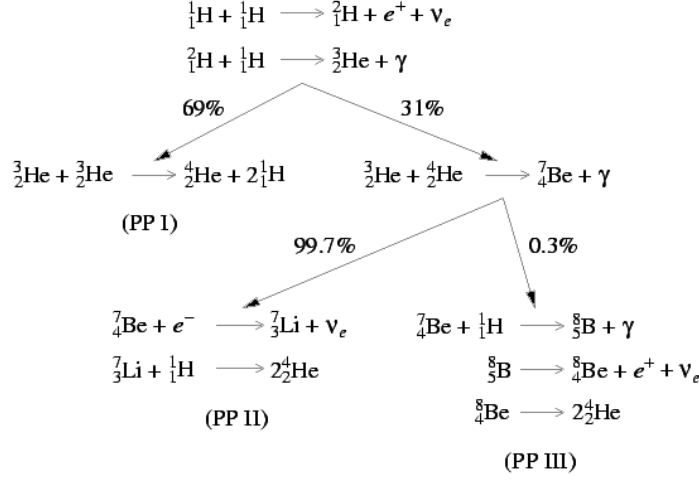 ¹₁H + ¹₁H ⟶ ²₁H + e⁺ + νₑ
²₁H + ¹₁H ⟶ ³₂He + γ
69% 31%
³₂He + ³₂He ⟶ ⁴₂He + 2¹₁H
³₂He + ⁴₂He ⟶ ⁷₄Be + γ
(PP I)
99.7% 0.3%
⁷₄Be + e⁻ ⟶ ⁷₃Li + νₑ
⁷₃Li + ¹₁H ⟶ 2⁴₂He
(PP II)
⁷₄Be + ¹₁H ⟶ ⁸₅B + γ
⁸₅B ⟶ ⁸₄Be + e⁺ + νₑ
⁸₄Be ⟶ 2⁴₂He
(PP III)